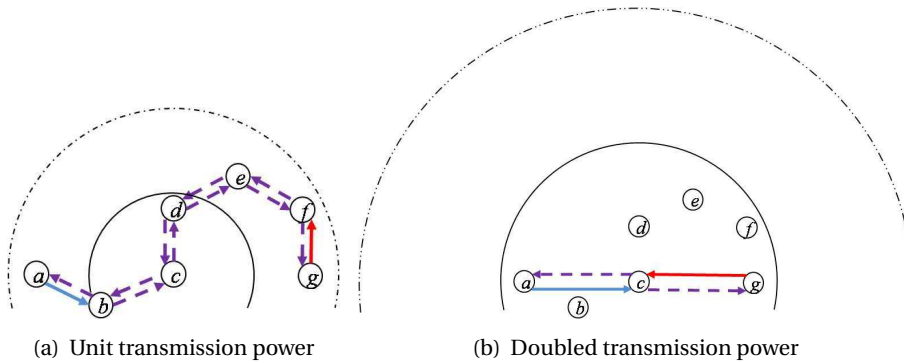 e
d
f
a
c
g
b
(a) Unit transmission power
e
d
f
a
c
g
b
(b) Doubled transmission power